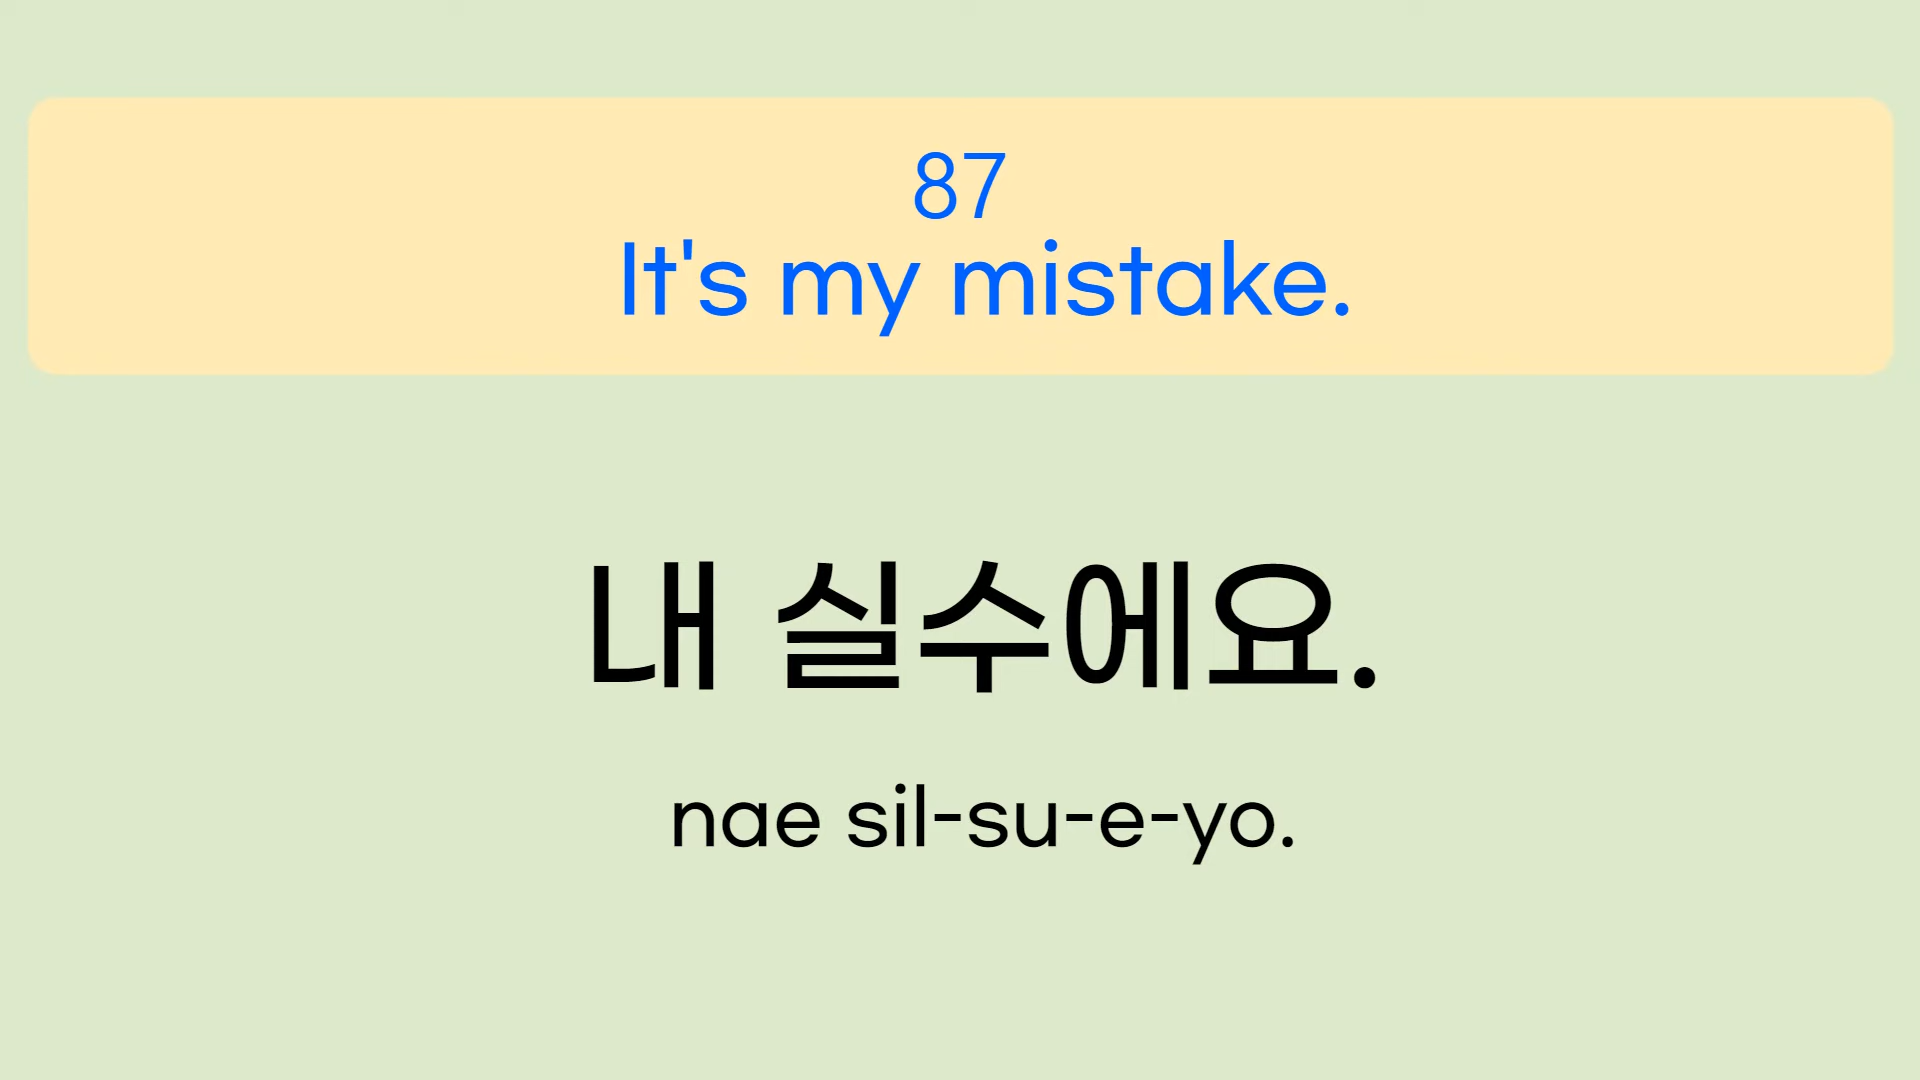 87
It's my mistake.
내 실수에요.
nae sil-su-e-yo.